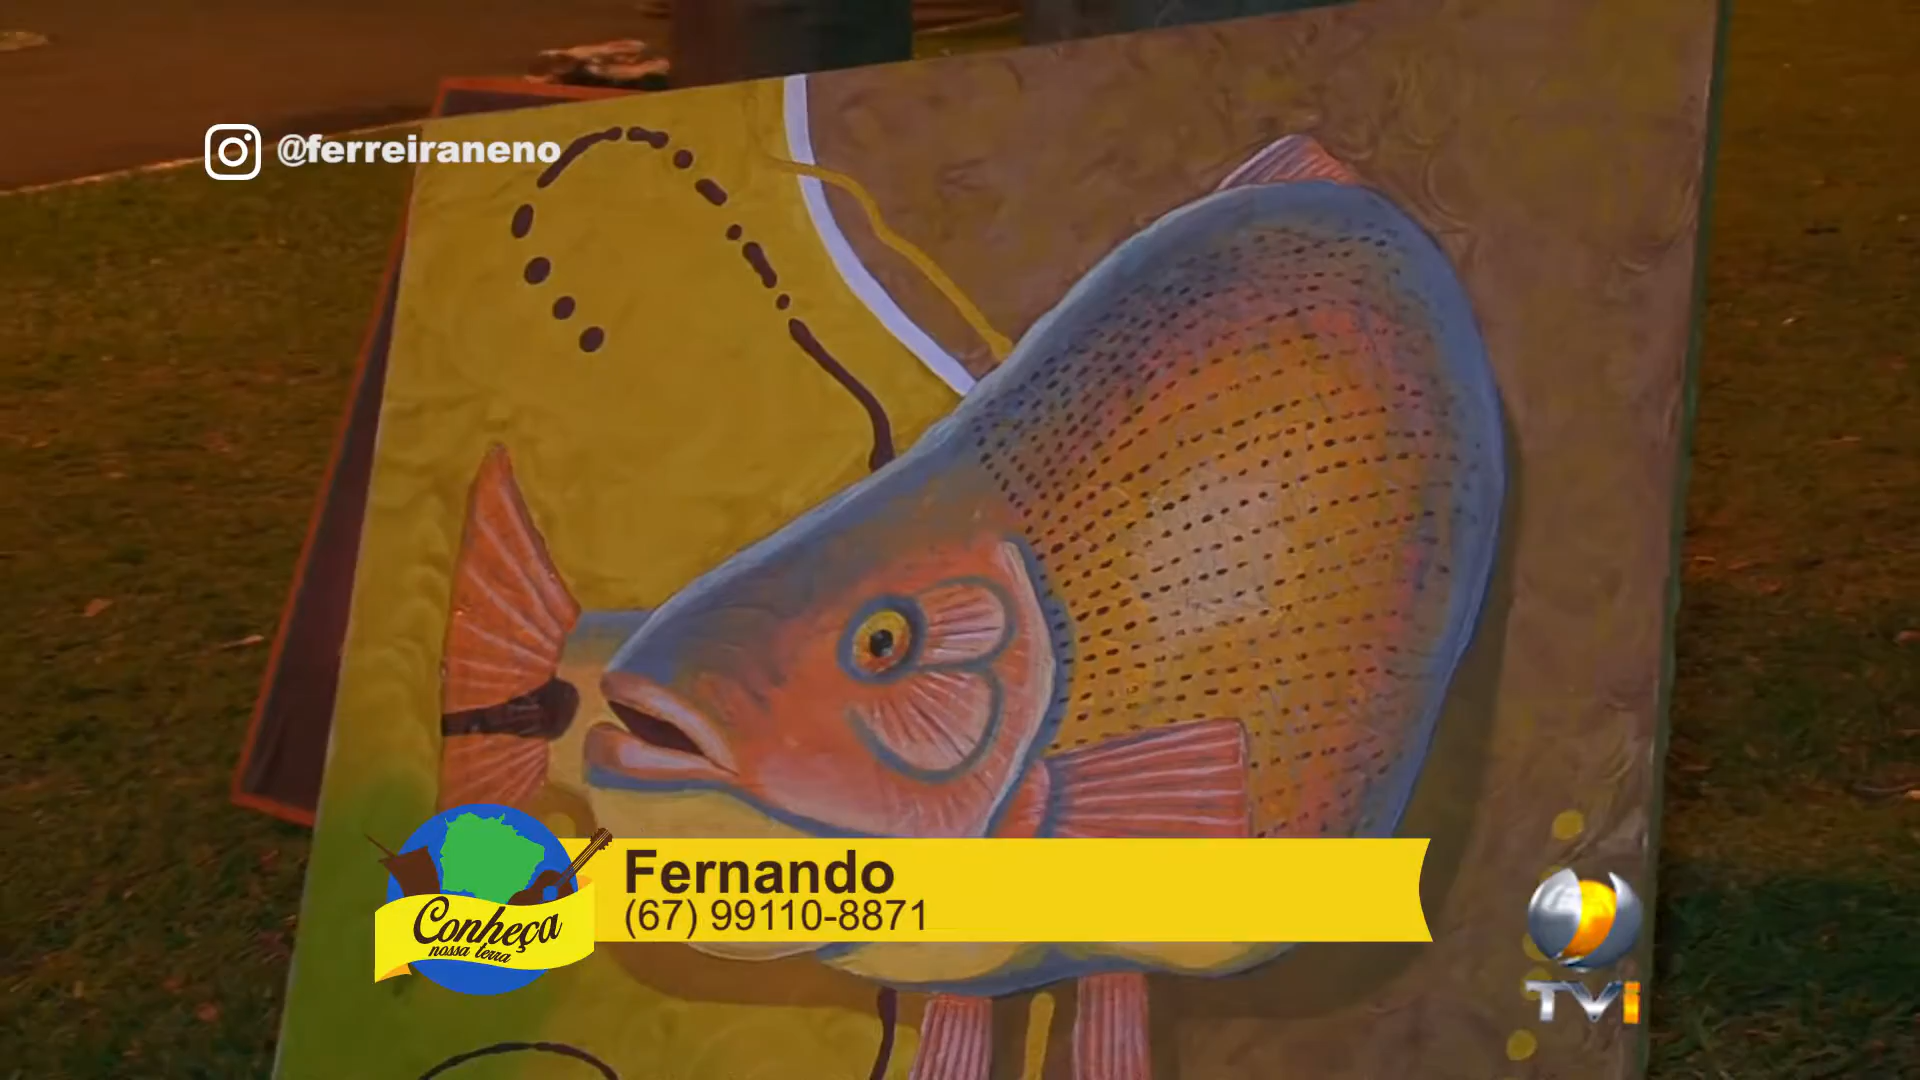 @ferreiraneno
Fernando
(67) 99110-8871
Conheça
nossa terra
TVi